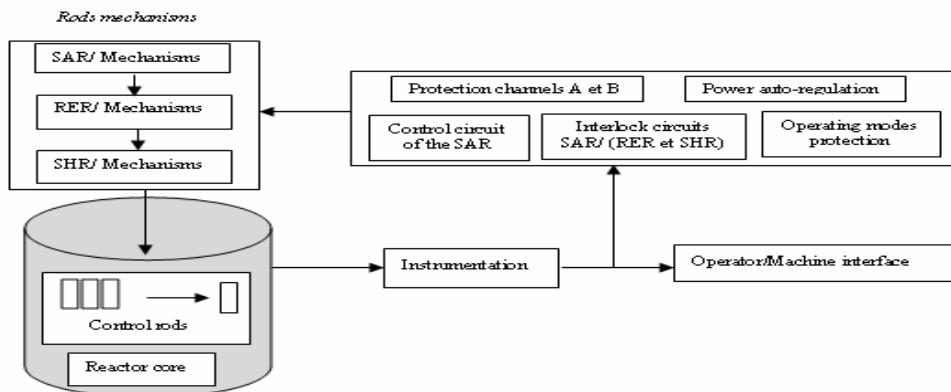 Rods mechanisms
SAR/ Mechanisms
RER/ Mechanisms
SHR/ Mechanisms
Protection channels A et B
Power auto-regulation
Control circuit
of the SAR
Interlock circuits
SAR/ (RER et SHR)
Operating modes
protection
Instrumentation
Operator/Machine interface
Control rods
Reactor core